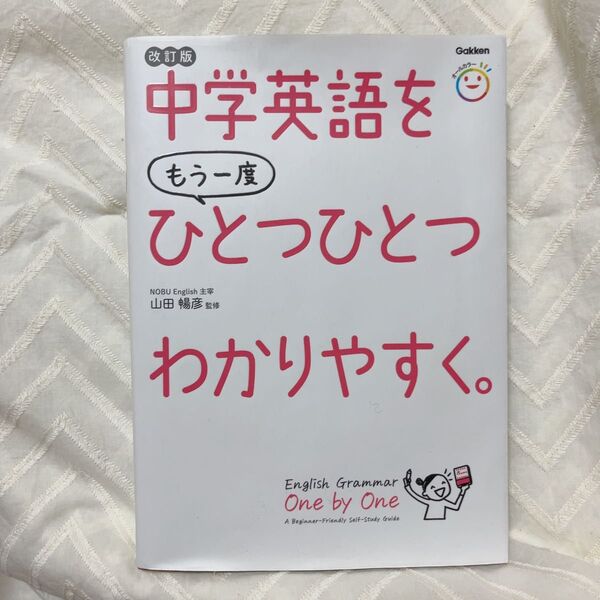 改訂版
Gakken
オールカラー
中学英語を
もう一度
ひとつひとつ
NOBU English 主宰
山田 暢彦 監修
わかりやすく。
English Grammar
One by One
A Beginner-Friendly Self-Study Guide